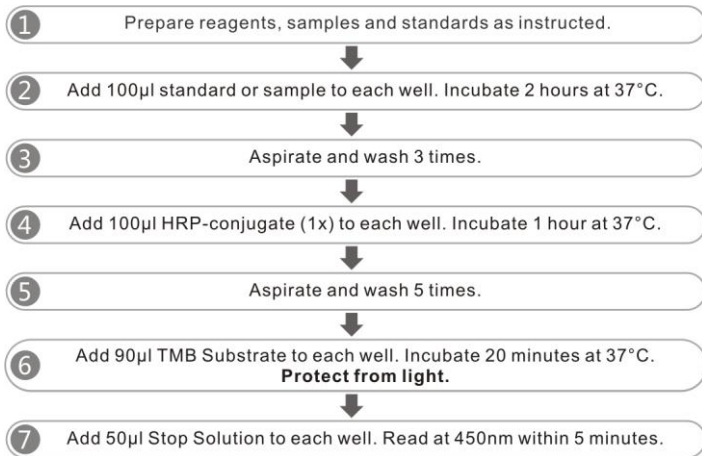 1 Prepare reagents, samples and standards as instructed.
2 Add 100μl standard or sample to each well. Incubate 2 hours at 37°C.
3 Aspirate and wash 3 times.
4 Add 100μl HRP-conjugate (1x) to each well. Incubate 1 hour at 37°C.
5 Aspirate and wash 5 times.
6 Add 90μl TMB Substrate to each well. Incubate 20 minutes at 37°C.
Protect from light.
7 Add 50μl Stop Solution to each well. Read at 450nm within 5 minutes.